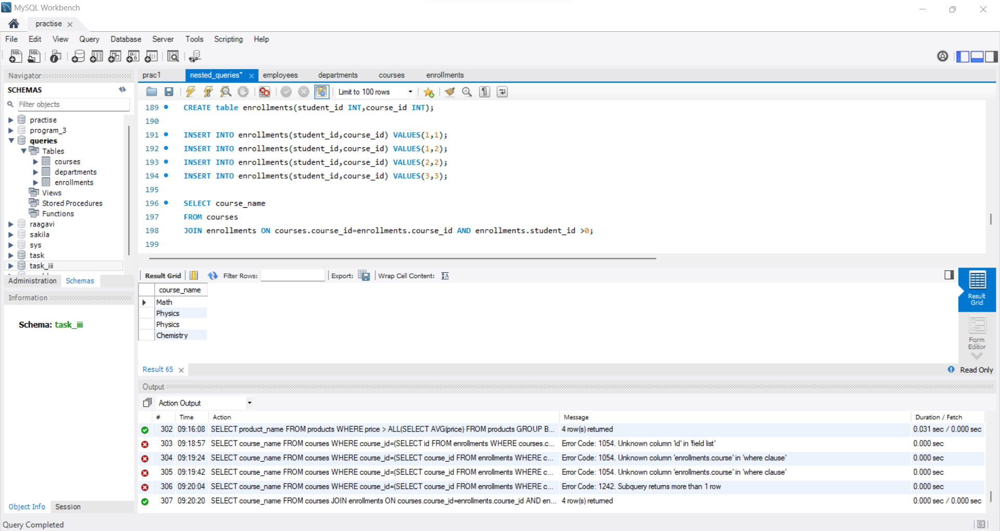 MySQL Workbench
practise
File Edit View Query Database Server Tools Scripting Help
Navigator
SCHEMAS
Filter objects
practise
program_3
queries
Tables
courses
departments
enrollments
Views
Stored Procedures
Functions
raagavi
sakila
sys
task
task_iii
Administration Schemas
Information
Schema: task_iii
Object Info Session
prac1 nested_queries* employees departments courses enrollments
Limit to 100 rows
189 CREATE table enrollments(student_id INT,course_id INT);
190
191 INSERT INTO enrollments(student_id,course_id) VALUES(1,1);
192 INSERT INTO enrollments(student_id,course_id) VALUES(1,2);
193 INSERT INTO enrollments(student_id,course_id) VALUES(2,2);
194 INSERT INTO enrollments(student_id,course_id) VALUES(3,3);
195
196 SELECT course_name
197 FROM courses
198 JOIN enrollments ON courses.course_id=enrollments.course_id AND enrollments.student_id >0;
199
Result Grid Filter Rows: Export: Wrap Cell Content:
course_name
Math
Physics
Physics
Chemistry
Result Grid
Form Editor
Result 65 Read Only
Output
Action Output
# Time Action Message Duration / Fetch
302 09:16:08 SELECT product_name FROM products WHERE price > ALL(SELECT AVG(price) FROM products GROUP B... 4 row(s) returned 0.031 sec / 0.000 sec
303 09:18:57 SELECT course_name FROM courses WHERE course_id=(SELECT id FROM enrollments WHERE courses.c... Error Code: 1054. Unknown column 'id' in 'field list' 0.000 sec
304 09:19:24 SELECT course_name FROM courses WHERE course_id=(SELECT course_id FROM enrollments WHERE c... Error Code: 1054. Unknown column 'enrollments.course' in 'where clause' 0.000 sec
305 09:19:42 SELECT course_name FROM courses WHERE course_id=(SELECT course_id FROM enrollments WHERE c... Error Code: 1054. Unknown column 'enrollments.course' in 'where clause' 0.000 sec
306 09:20:04 SELECT course_name FROM courses WHERE course_id=(SELECT course_id FROM enrollments WHERE c... Error Code: 1242. Subquery returns more than 1 row 0.000 sec
307 09:20:20 SELECT course_name FROM courses JOIN enrollments ON courses.course_id=enrollments.course_id AND en... 4 row(s) returned 0.000 sec / 0.000 sec
Query Completed